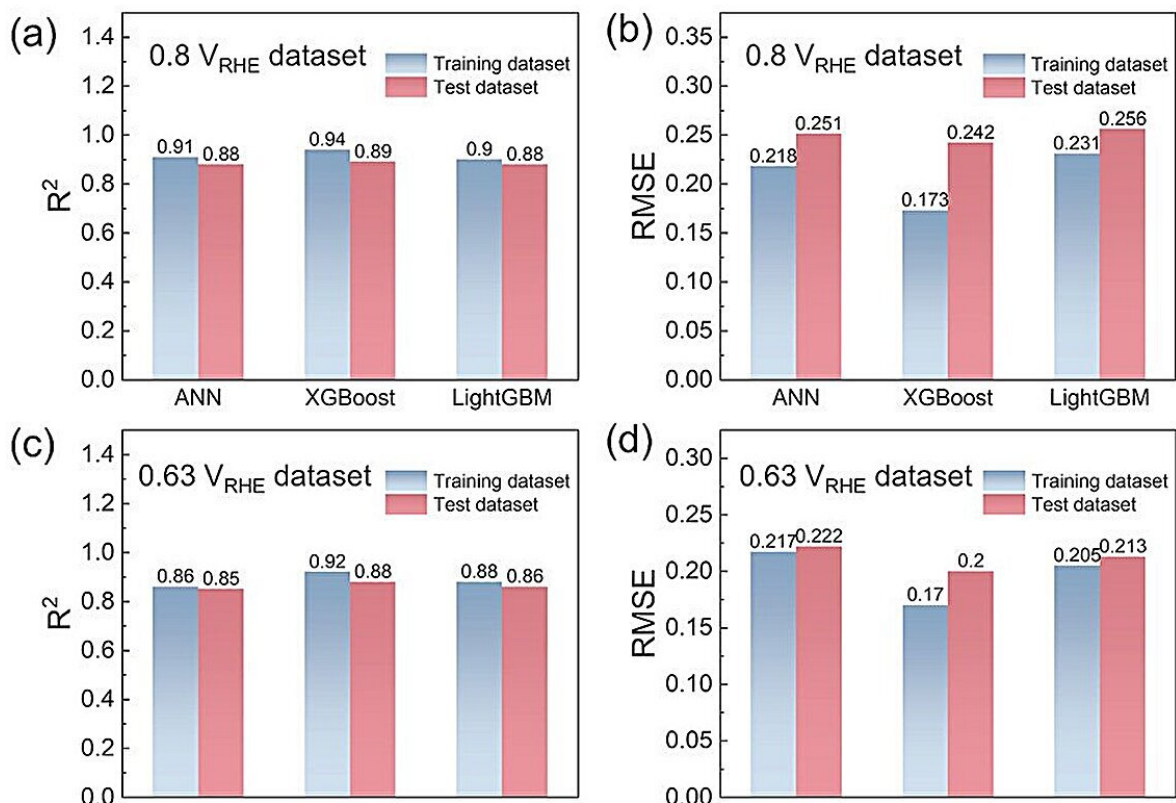 (a)
0.8 V_RHE dataset
Training dataset
Test dataset
R²
1.4
1.2
1.0
0.8
0.6
0.4
0.2
0.0
0.91
0.88
0.94
0.89
0.9
0.88
ANN
XGBoost
LightGBM
(b)
0.8 V_RHE dataset
Training dataset
Test dataset
RMSE
0.35
0.30
0.25
0.20
0.15
0.10
0.05
0.00
0.218
0.251
0.173
0.242
0.231
0.256
ANN
XGBoost
LightGBM
(c)
0.63 V_RHE dataset
Training dataset
Test dataset
R²
1.4
1.2
1.0
0.8
0.6
0.4
0.2
0.0
0.86
0.85
0.92
0.88
0.88
0.86
(d)
0.63 V_RHE dataset
Training dataset
Test dataset
RMSE
0.30
0.25
0.20
0.15
0.10
0.05
0.00
0.217
0.222
0.17
0.2
0.205
0.213